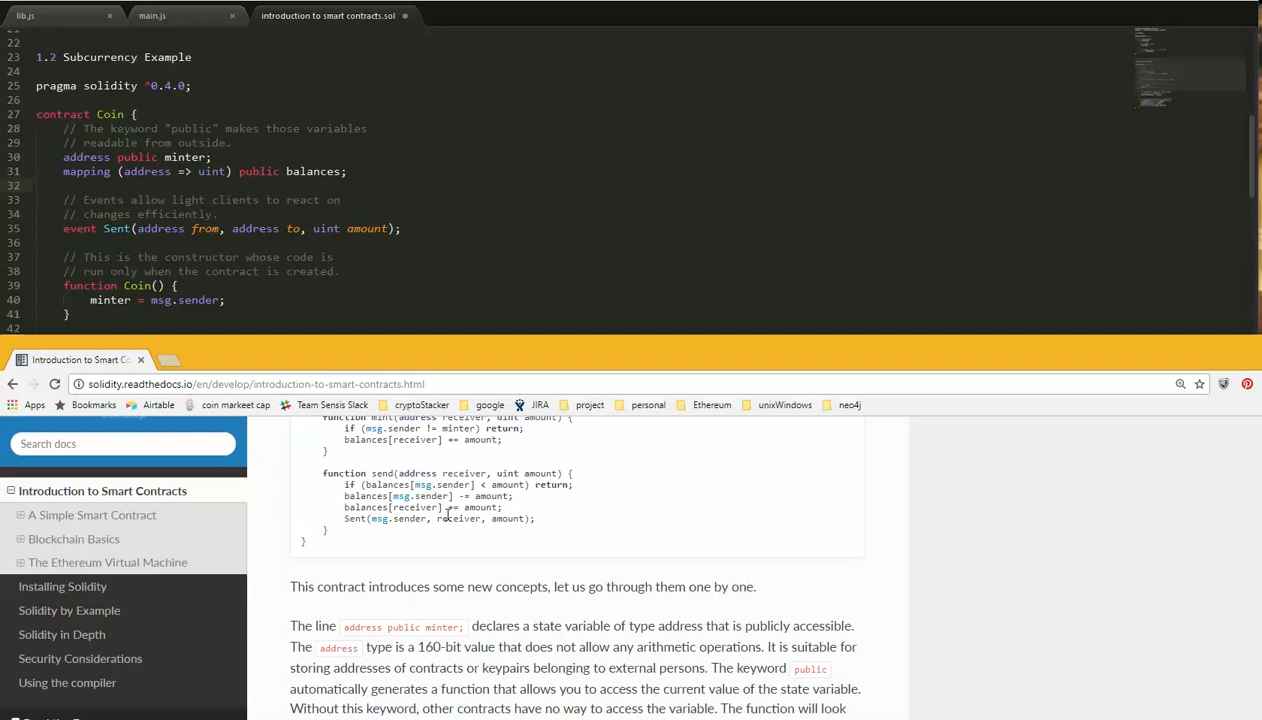 lib.js × main.js × introduction to smart contracts.sol
21
22
23 1.2 Subcurrency Example
24
25 pragma solidity ^0.4.0;
26
27 contract Coin {
28 // The keyword "public" makes those variables
29 // readable from outside.
30 address public minter;
31 mapping (address => uint) public balances;
32
33 // Events allow light clients to react on
34 // changes efficiently.
35 event Sent(address from, address to, uint amount);
36
37 // This is the constructor whose code is
38 // run only when the contract is created.
39 function Coin() {
40 minter = msg.sender;
41 }
42
Introduction to Smart Co ×
solidity.readthedocs.io/en/develop/introduction-to-smart-contracts.html
Apps Bookmarks Airtable coin markeet cap Team Sensis Slack cryptoStacker google JIRA project personal Ethereum unixWindows neo4j
Search docs
Introduction to Smart Contracts
A Simple Smart Contract
Blockchain Basics
The Ethereum Virtual Machine
Installing Solidity
Solidity by Example
Solidity in Depth
Security Considerations
Using the compiler
function mint(address receiver, uint amount) {
if (msg.sender != minter) return;
balances[receiver] += amount;
}
function send(address receiver, uint amount) {
if (balances[msg.sender] < amount) return;
balances[msg.sender] -= amount;
balances[receiver] += amount;
Sent(msg.sender, receiver, amount);
}
}
This contract introduces some new concepts, let us go through them one by one.
The line address public minter; declares a state variable of type address that is publicly accessible.
The address type is a 160-bit value that does not allow any arithmetic operations. It is suitable for
storing addresses of contracts or keypairs belonging to external persons. The keyword public
automatically generates a function that allows you to access the current value of the state variable.
Without this keyword, other contracts have no way to access the variable. The function will look